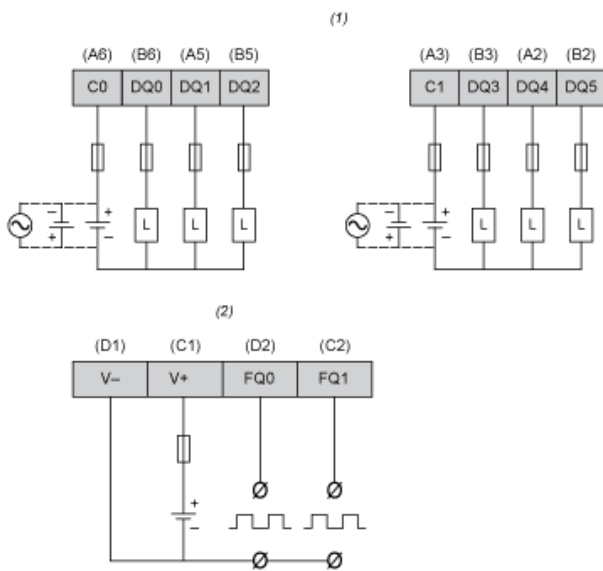 (1)
(A6) (B6) (A5) (B5)
C0 DQ0 DQ1 DQ2
(A3) (B3) (A2) (B2)
C1 DQ3 DQ4 DQ5
− + + −
L L L
− + + −
L L L
(2)
(D1) (C1) (D2) (C2)
V− V+ FQ0 FQ1
+
−